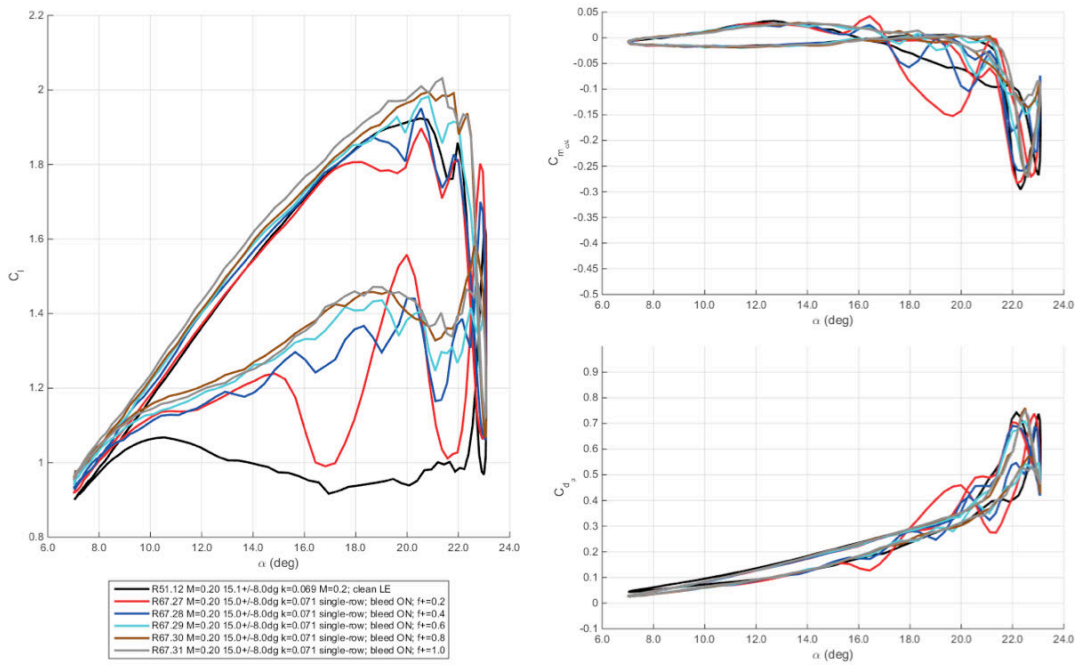 2.2
2
1.8
1.6
1.4
1.2
1
0.8
C_l
6.0 8.0 10.0 12.0 14.0 16.0 18.0 20.0 22.0 24.0
α (deg)
R51.12 M=0.20 15.1+/-8.0dg k=0.069 M=0.2; clean LE
R67.27 M=0.20 15.0+/-8.0dg k=0.071 single-row; bleed ON; f+=0.2
R67.28 M=0.20 15.0+/-8.0dg k=0.071 single-row; bleed ON; f+=0.4
R67.29 M=0.20 15.0+/-8.0dg k=0.071 single-row; bleed ON; f+=0.6
R67.30 M=0.20 15.0+/-8.0dg k=0.071 single-row; bleed ON; f+=0.8
R67.31 M=0.20 15.0+/-8.0dg k=0.071 single-row; bleed ON; f+=1.0
0.05
0
-0.05
-0.1
-0.15
-0.2
-0.25
-0.3
-0.35
-0.4
-0.45
-0.5
6.0 8.0 10.0 12.0 14.0 16.0 18.0 20.0 22.0 24.0
α (deg)
0.9
0.8
0.7
0.6
0.5
0.4
0.3
0.2
0.1
0
-0.1
6.0 8.0 10.0 12.0 14.0 16.0 18.0 20.0 22.0 24.0
α (deg)